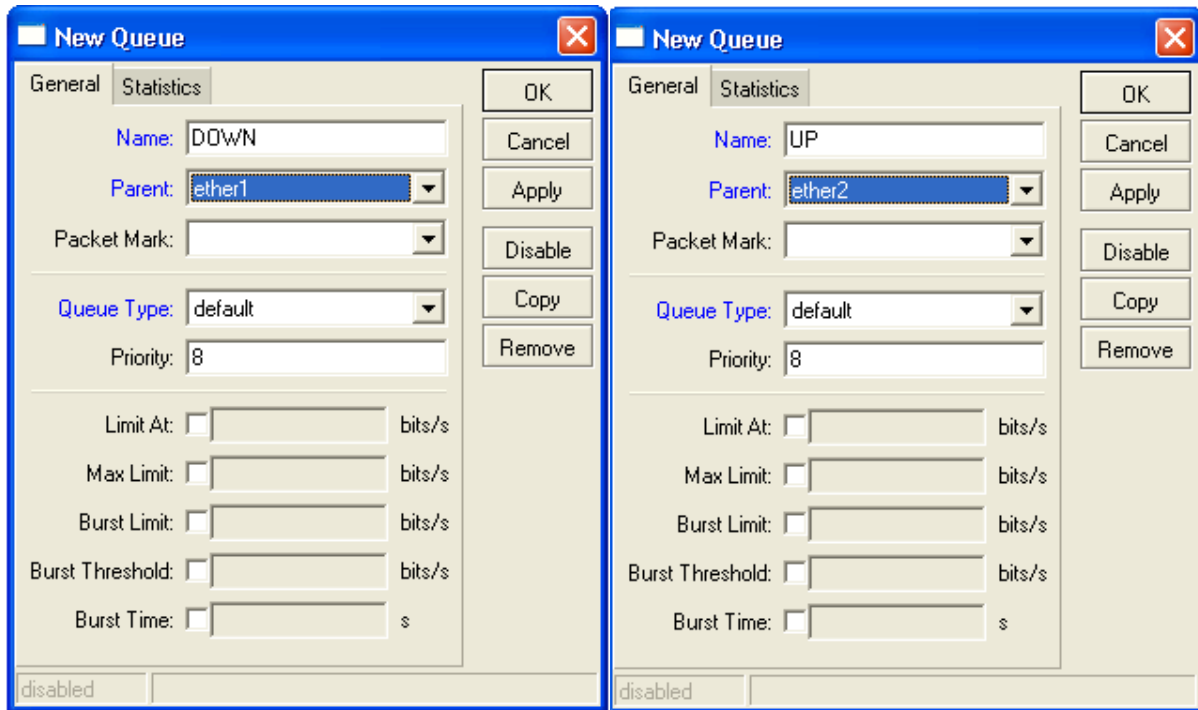 New Queue
General Statistics
Name: DOWN
Parent: ether1
Packet Mark:
Queue Type: default
Priority: 8
Limit At: bits/s
Max Limit: bits/s
Burst Limit: bits/s
Burst Threshold: bits/s
Burst Time: s
OK
Cancel
Apply
Disable
Copy
Remove
disabled
New Queue
General Statistics
Name: UP
Parent: ether2
Packet Mark:
Queue Type: default
Priority: 8
Limit At: bits/s
Max Limit: bits/s
Burst Limit: bits/s
Burst Threshold: bits/s
Burst Time: s
OK
Cancel
Apply
Disable
Copy
Remove
disabled